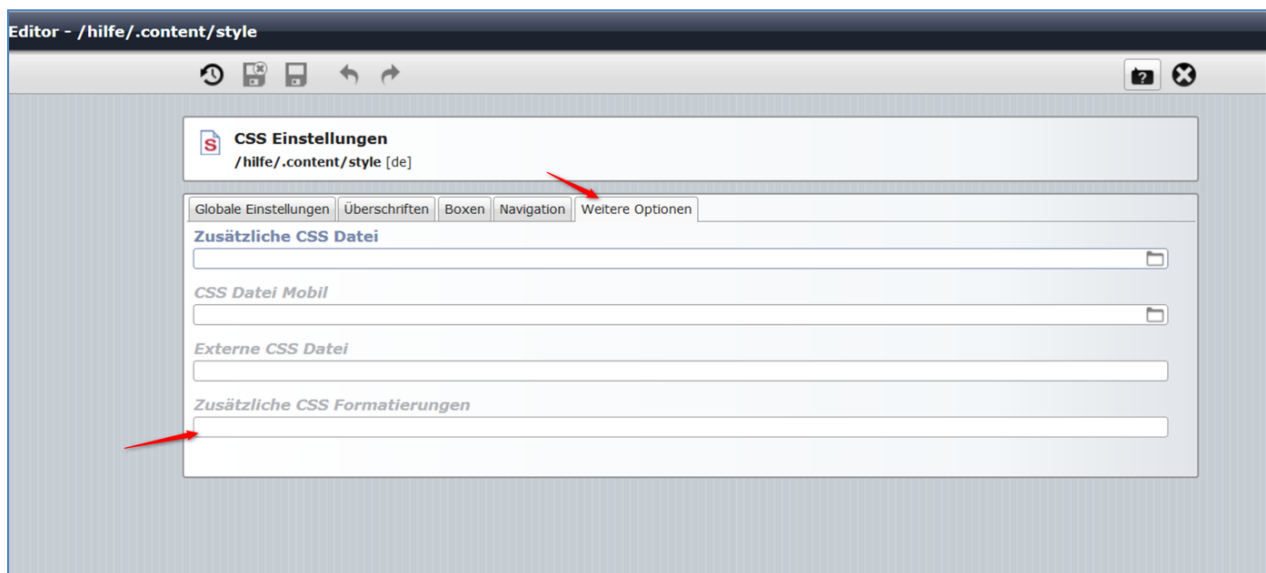 Editor - /hilfe/.content/style
CSS Einstellungen
/hilfe/.content/style [de]
Globale Einstellungen Überschriften Boxen Navigation Weitere Optionen
Zusätzliche CSS Datei
CSS Datei Mobil
Externe CSS Datei
Zusätzliche CSS Formatierungen